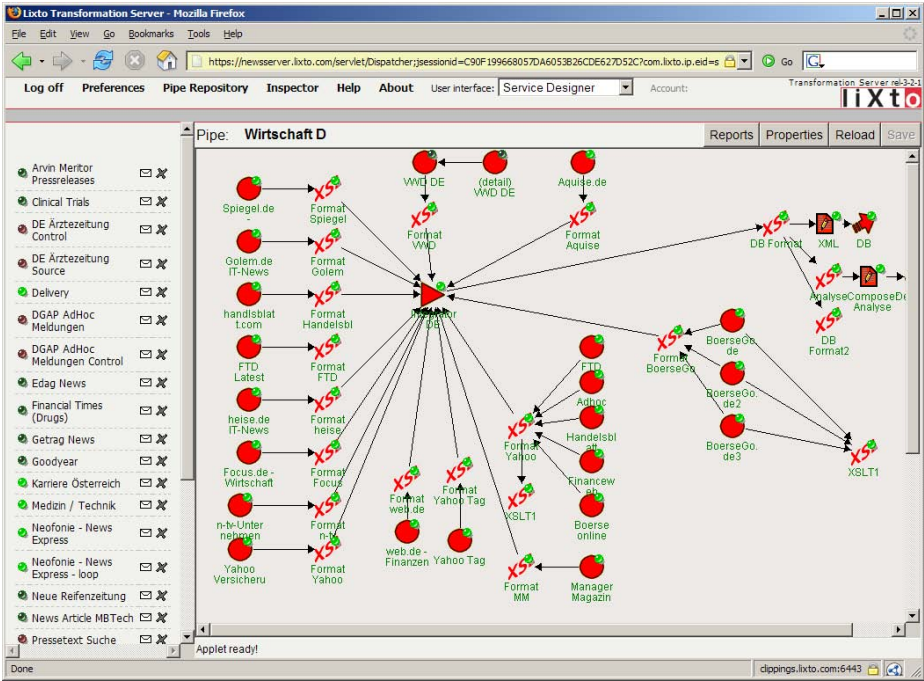 Lixto Transformation Server - Mozilla Firefox
File Edit View Go Bookmarks Tools Help
https://newsserver.lixto.com/servlet/Dispatcher;jsessionid=C90F199668057DA6053B26CDE627D52C?com.lixto.ip.eid=s Go G
Log off Preferences Pipe Repository Inspector Help About User interface: Service Designer Account:
Transformation Server rel-3-2-1
liXto
Pipe: Wirtschaft D Reports Properties Reload Save
Arvin Meritor
Pressreleases
Clinical Trials
DE Ärztezeitung
Control
DE Ärztezeitung
Source
Delivery
DGAP AdHoc
Meldungen
DGAP AdHoc
Meldungen Control
Edag News
Financial Times
(Drugs)
Getrag News
Goodyear
Karriere Österreich
Medizin / Technik
Neofonie - News
Express
Neofonie - News
Express - loop
Neue Reifenzeitung
News Article MBTech
Pressetext Suche
VWD DE
(detail)
VWD DE
Aquise.de
Spiegel.de
-
Format
Spiegel
Format
VWD
Format
Aquise
DB Format
XML
DB
Golem.de
IT-News
Format
Golem
handlsblat
t.com
Format
Handelsbl
Integrator
DE
Analyse
ComposeDe
Analyse
DB
Format2
FTD
Latest
Format
FTD
FTD
Format
BoerseGo
BoerseGo.
de
Adhoc
BoerseGo.
de2
heise.de
IT-News
Format
heise
Format
Yahoo
Handelsbl
att
BoerseGo.
de3
XSLT1
Focus.de -
Wirtschaft
Format
Focus
Format
web.de
Format
Yahoo Tag
Financew
eb
XSLT1
n-tv-Unter
nehmen
Format
n-tv
web.de -
Finanzen
Yahoo Tag
Boerse
online
Yahoo
Versicheru
Format
Yahoo
Format
MM
Manager
Magazin
Applet ready!
Done clippings.lixto.com:6443